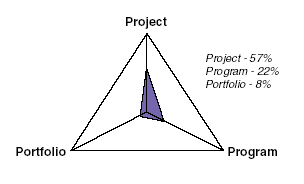 Project
Project - 57%
Program - 22%
Portfolio - 8%
Portfolio
Program